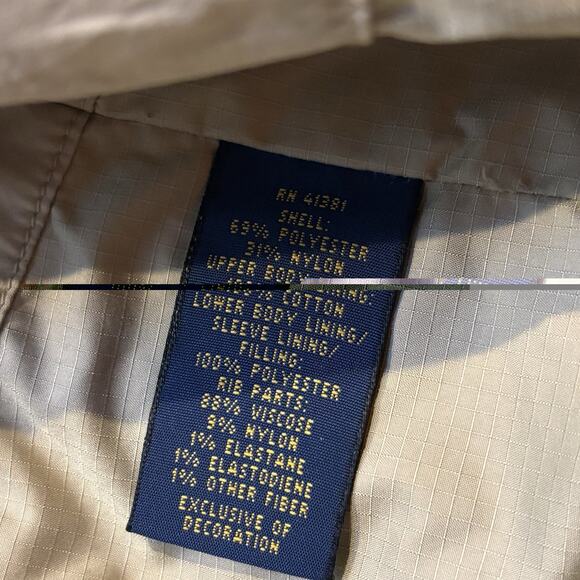 RN 41381
SHELL:
69% POLYESTER
31% NYLON
UPPER BODY LINING:
COTTON
LOWER BODY LINING/
SLEEVE LINING/
FILLING:
100% POLYESTER
RIB PARTS:
88% VISCOSE
9% NYLON
1% ELASTANE
1% ELASTODIENE
1% OTHER FIBER
EXCLUSIVE OF
DECORATION